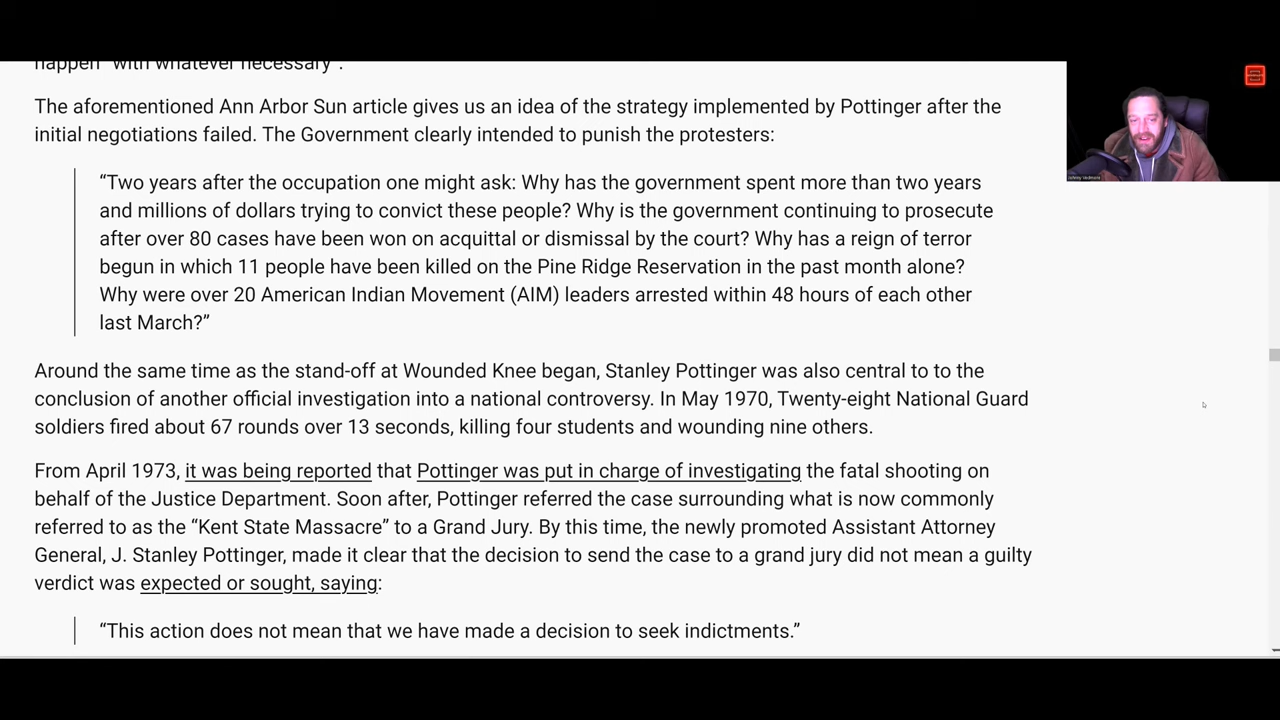 happen “with whatever necessary”.
The aforementioned Ann Arbor Sun article gives us an idea of the strategy implemented by Pottinger after the
initial negotiations failed. The Government clearly intended to punish the protesters:
“Two years after the occupation one might ask: Why has the government spent more than two years
and millions of dollars trying to convict these people? Why is the government continuing to prosecute
after over 80 cases have been won on acquittal or dismissal by the court? Why has a reign of terror
begun in which 11 people have been killed on the Pine Ridge Reservation in the past month alone?
Why were over 20 American Indian Movement (AIM) leaders arrested within 48 hours of each other
last March?”
Around the same time as the stand-off at Wounded Knee began, Stanley Pottinger was also central to to the
conclusion of another official investigation into a national controversy. In May 1970, Twenty-eight National Guard
soldiers fired about 67 rounds over 13 seconds, killing four students and wounding nine others.
From April 1973, it was being reported that Pottinger was put in charge of investigating the fatal shooting on
behalf of the Justice Department. Soon after, Pottinger referred the case surrounding what is now commonly
referred to as the “Kent State Massacre” to a Grand Jury. By this time, the newly promoted Assistant Attorney
General, J. Stanley Pottinger, made it clear that the decision to send the case to a grand jury did not mean a guilty
verdict was expected or sought, saying:
“This action does not mean that we have made a decision to seek indictments.”
Johnny Vedmore